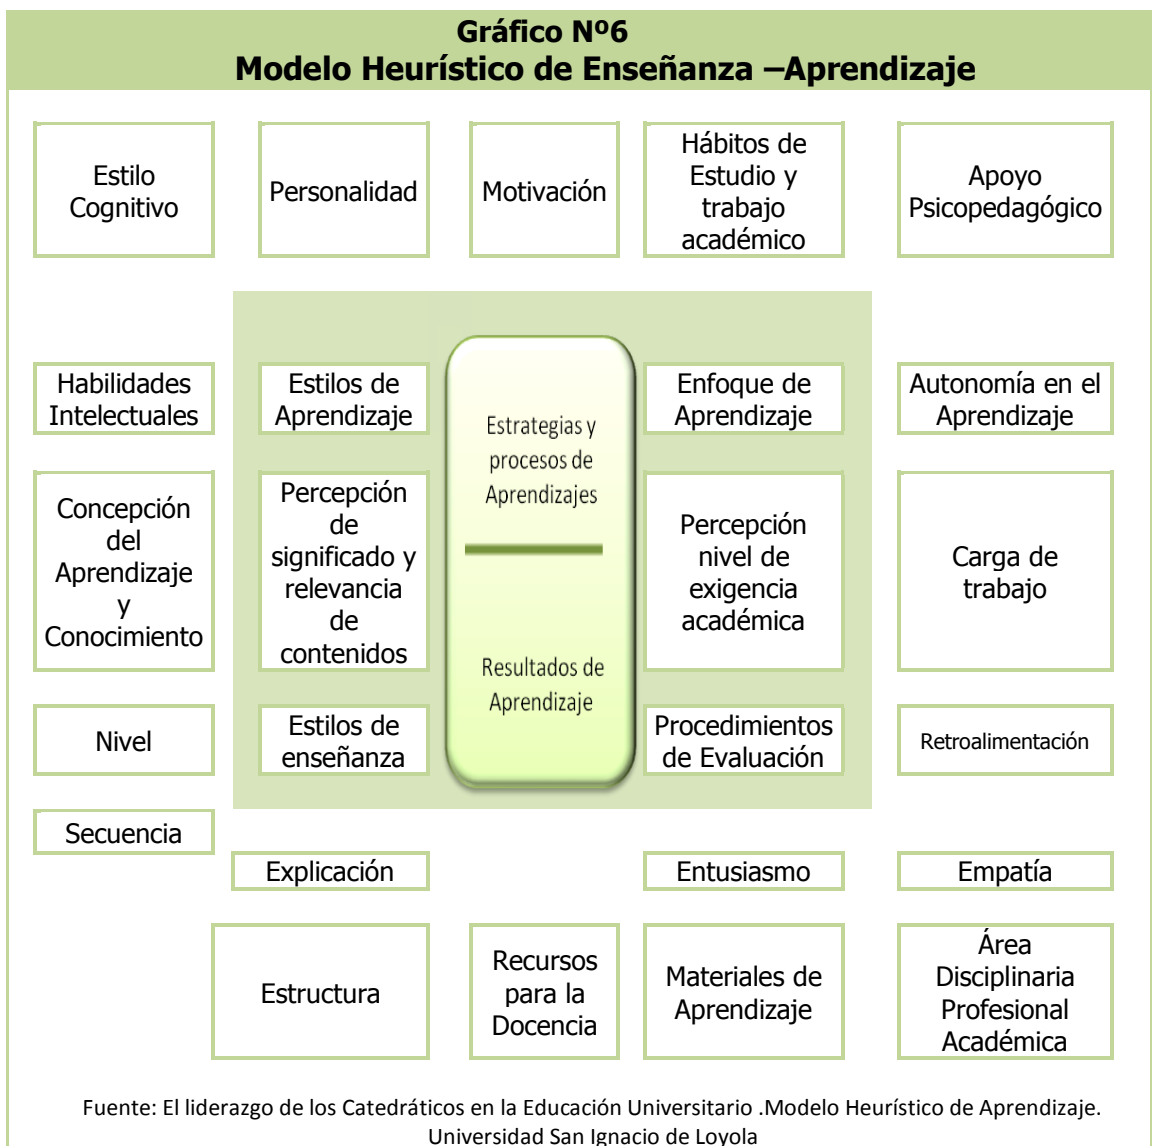 Gráfico Nº6
Modelo Heurístico de Enseñanza –Aprendizaje
Estilo
Cognitivo
Personalidad
Motivación
Hábitos de
Estudio y
trabajo
académico
Apoyo
Psicopedagógico
Habilidades
Intelectuales
Estilos de
Aprendizaje
Estrategias y
procesos de
Aprendizajes
Enfoque de
Aprendizaje
Autonomía en el
Aprendizaje
Concepción
del
Aprendizaje
y
Conocimiento
Percepción
de
significado y
relevancia
de
contenidos
Percepción
nivel de
exigencia
académica
Carga de
trabajo
Resultados de
Aprendizaje
Nivel
Estilos de
enseñanza
Procedimientos
de Evaluación
Retroalimentación
Secuencia
Explicación
Entusiasmo
Empatía
Estructura
Recursos
para la
Docencia
Materiales de
Aprendizaje
Área
Disciplinaria
Profesional
Académica
Fuente: El liderazgo de los Catedráticos en la Educación Universitario .Modelo Heurístico de Aprendizaje.
Universidad San Ignacio de Loyola